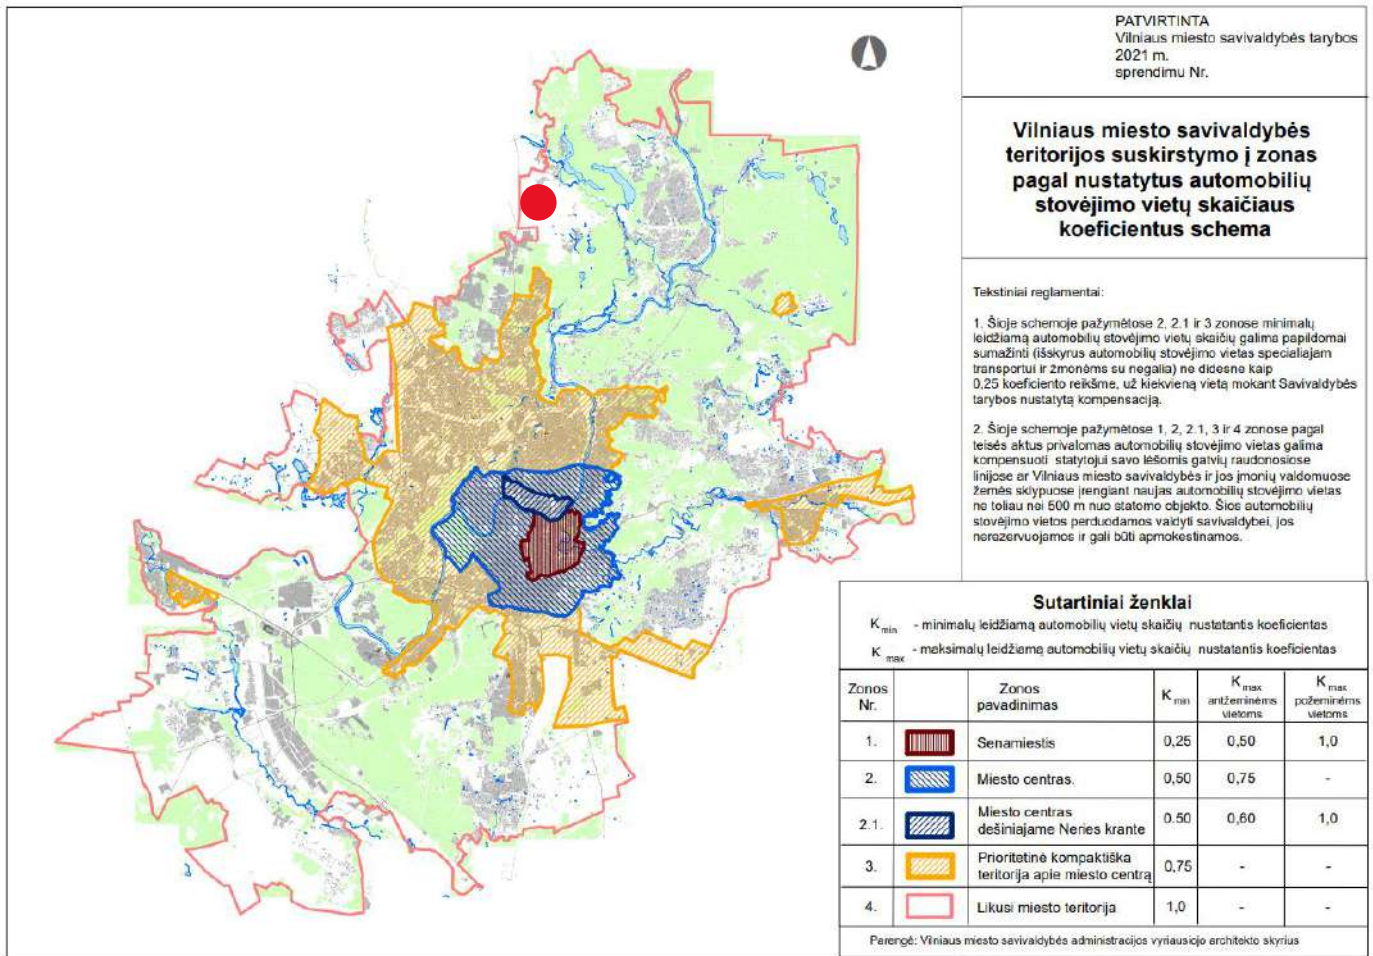 PATVIRTINTA
Vilniaus miesto savivaldybės tarybos
2021 m.
sprendimu Nr.
Vilniaus miesto savivaldybės
teritorijos suskirstymo į zonas
pagal nustatytus automobilių
stovėjimo vietų skaičiaus
koeficientus schema
Tekstiniai reglamentai:
1. Šioje schemoje pažymėtose 2, 2.1 ir 3 zonose minimalų
leidžiamą automobilių stovėjimo vietų skaičių galima papildomai
sumažinti (išskyrus automobilių stovėjimo vietas specialiajam
transportui ir žmonėms su negalia) ne didesne kaip
0,25 koeficiento reikšme, už kiekvieną vietą mokant Savivaldybės
tarybos nustatytą kompensaciją.
2. Šioje schemoje pažymėtose 1, 2, 2.1, 3 ir 4 zonose pagal
teisės aktus privalomas automobilių stovėjimo vietas galima
kompensuoti statytojui savo lėšomis gatvių raudonosiose
linijose ar Vilniaus miesto savivaldybės ir jos įmonių valdomuose
žemės sklypuose įrengiant naujas automobilių stovėjimo vietas
ne toliau nei 500 m nuo statomo objekto. Šios automobilių
stovėjimo vietos perduodamos valdyti savivaldybei, jos
nerezervuojamos ir gali būti apmokestinamos.
Sutartiniai ženklai
K min - minimalų leidžiamą automobilių vietų skaičių nustatantis koeficientas
K max - maksimalų leidžiamą automobilių vietų skaičių nustatantis koeficientas
Zonos Nr. Zonos pavadinimas K min K max antžeminėms vietoms K max požeminėms vietoms
1. Senamiestis 0,25 0,50 1,0
2. Miesto centras. 0,50 0,75 -
2.1. Miesto centras dešiniajame Neries krante 0.50 0,60 1,0
3. Prioritetinė kompaktiška teritorija apie miesto centrą 0,75 - -
4. Likusi miesto teritorija 1,0 - -
Parengė: Vilniaus miesto savivaldybės administracijos vyriausiojo architekto skyrius